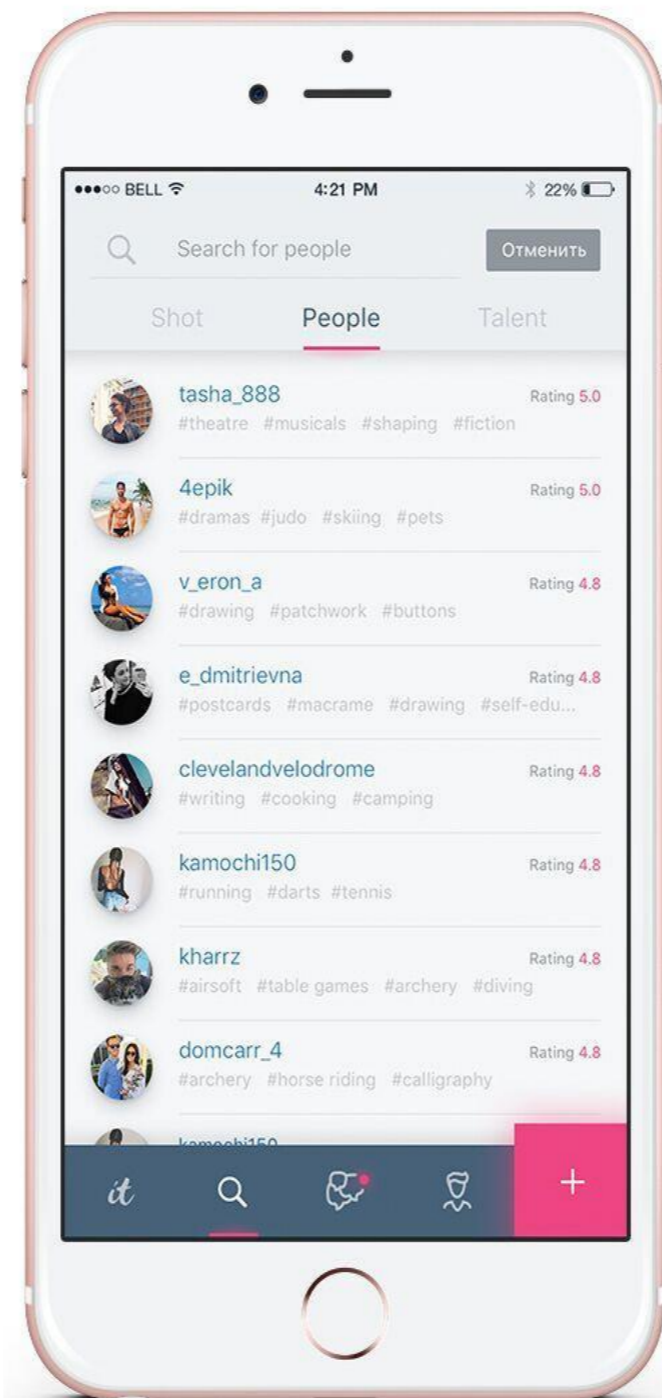 BELL 4:21 PM 22%
Search for people Отменить
Shot People Talent
tasha_888 Rating 5.0
#theatre #musicals #shaping #fiction
4epik Rating 5.0
#dramas #judo #skiing #pets
v_eron_a Rating 4.8
#drawing #patchwork #buttons
e_dmitrievna Rating 4.8
#postcards #macrame #drawing #self-edu...
clevelandvelodrome Rating 4.8
#writing #cooking #camping
kamochi150 Rating 4.8
#running #darts #tennis
kharrz Rating 4.8
#airsoft #table games #archery #diving
domcarr_4 Rating 4.8
#archery #horse riding #calligraphy
kamochi150
it +